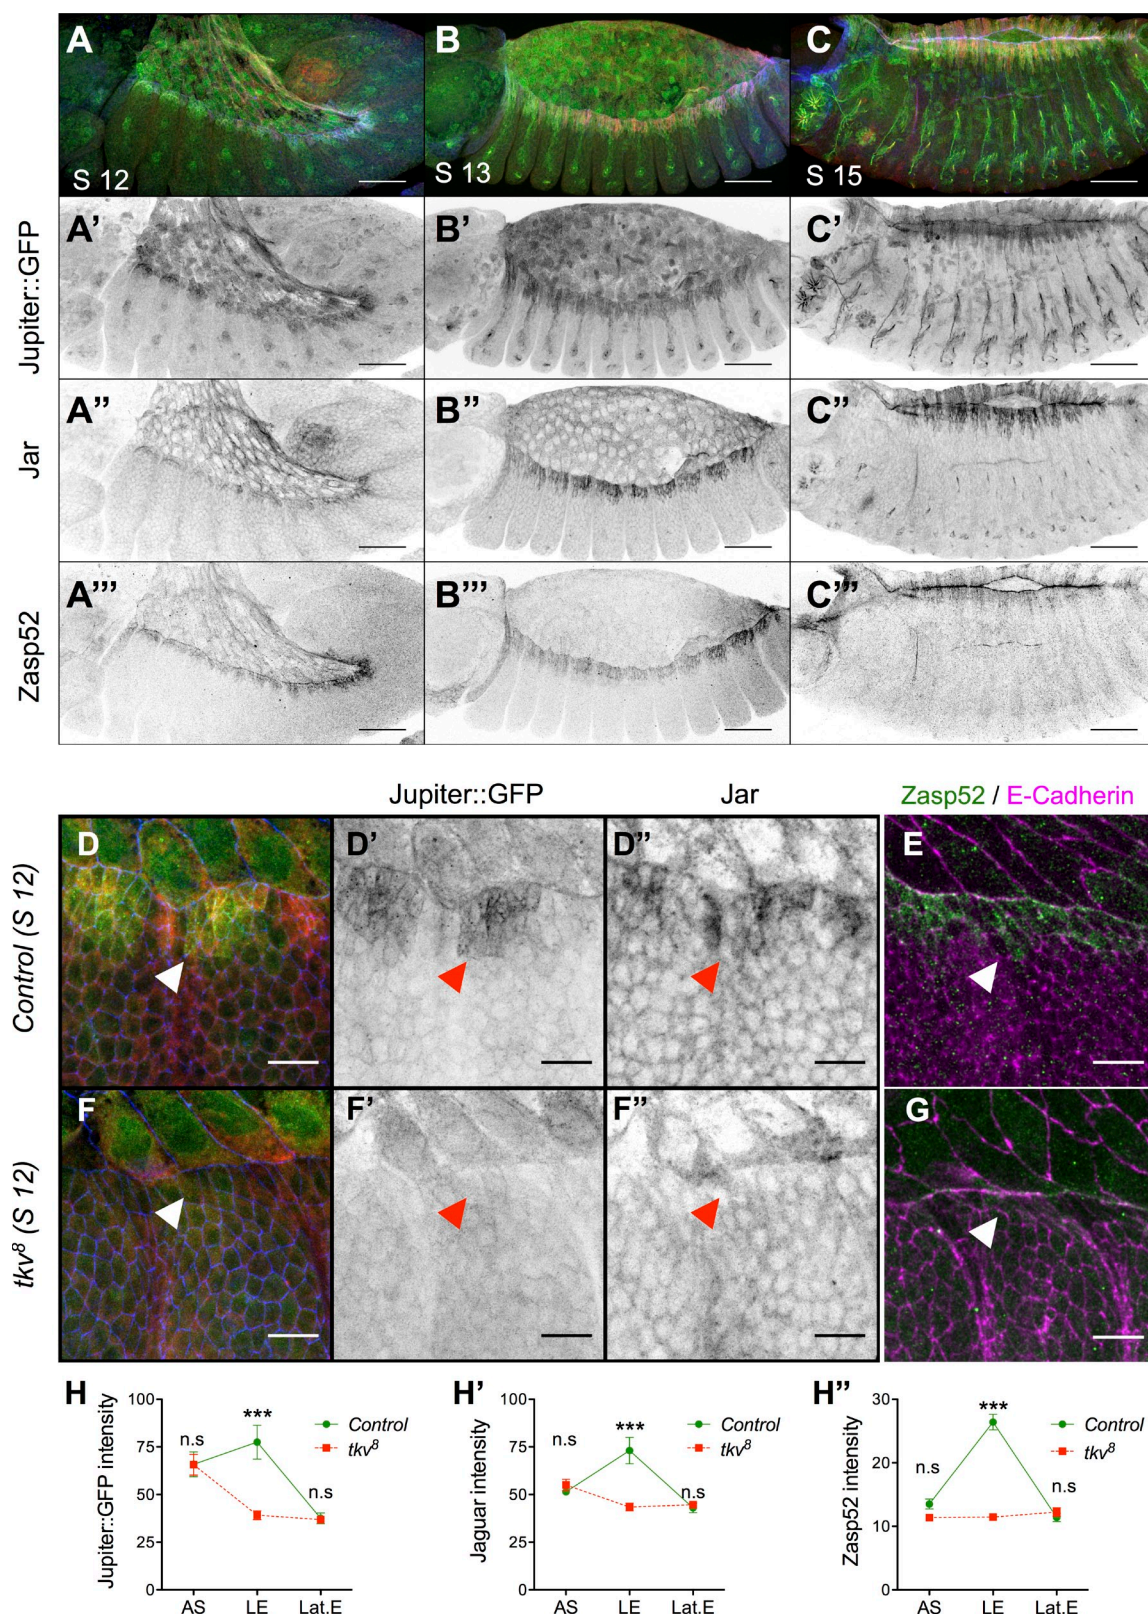 A
B
C
S 12
S 13
S 15
Jupiter::GFP
A'
B'
C'
Jar
A''
B''
C''
Zasp52
A'''
B'''
C'''
Jupiter::GFP
Jar
Zasp52 / E-Cadherin
Control (S 12)
D
D'
D''
E
tkv8 (S 12)
F
F'
F''
G
H
Jupiter::GFP intensity
100
75
50
25
0
n.s
***
n.s
Control
tkv8
AS
LE
Lat.E
H'
Jaguar intensity
100
75
50
25
0
n.s
***
n.s
Control
tkv8
AS
LE
Lat.E
H''
Zasp52 intensity
30
20
10
0
n.s
***
n.s
Control
tkv8
AS
LE
Lat.E